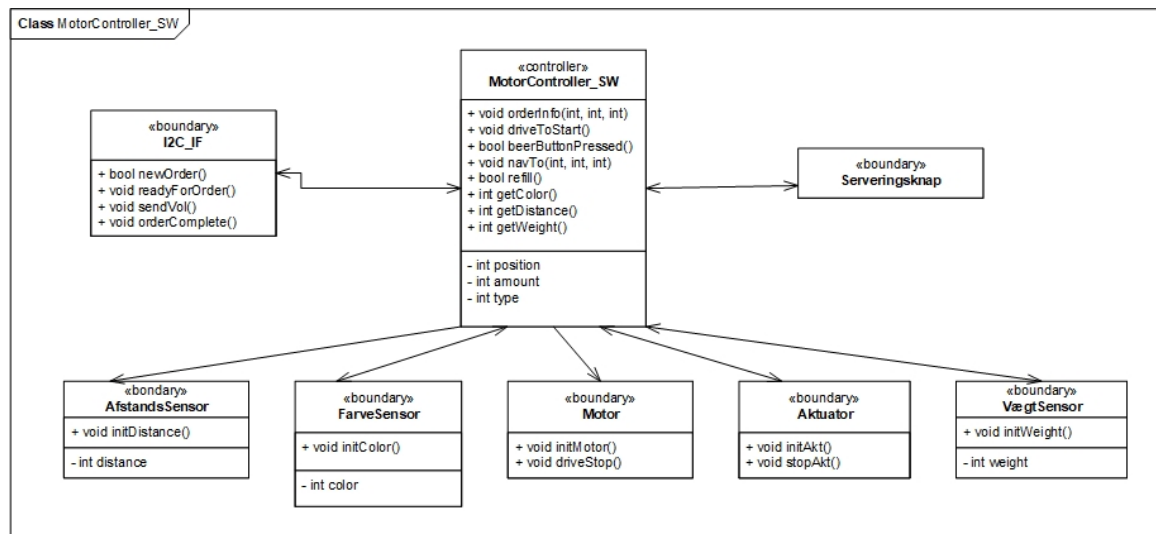 Class MotorController_SW
«controller»
MotorController_SW
+ void orderInfo(int, int, int)
+ void driveToStart()
+ bool beerButtonPressed()
+ void navTo(int, int, int)
+ bool refill()
+ int getColor()
+ int getDistance()
+ int getWeight()
- int position
- int amount
- int type
«boundary»
I2C_IF
+ bool newOrder()
+ void readyForOrder()
+ void sendVol()
+ void orderComplete()
«boundary»
Serveringsknap
«bondary»
AfstandsSensor
+ void initDistance()
- int distance
«boundary»
FarveSensor
+ void initColor()
- int color
«boundary»
Motor
+ void initMotor()
+ void driveStop()
«boundary»
Aktuator
+ void initAkt()
+ void stopAkt()
«boundary»
VægtSensor
+ void initWeight()
- int weight